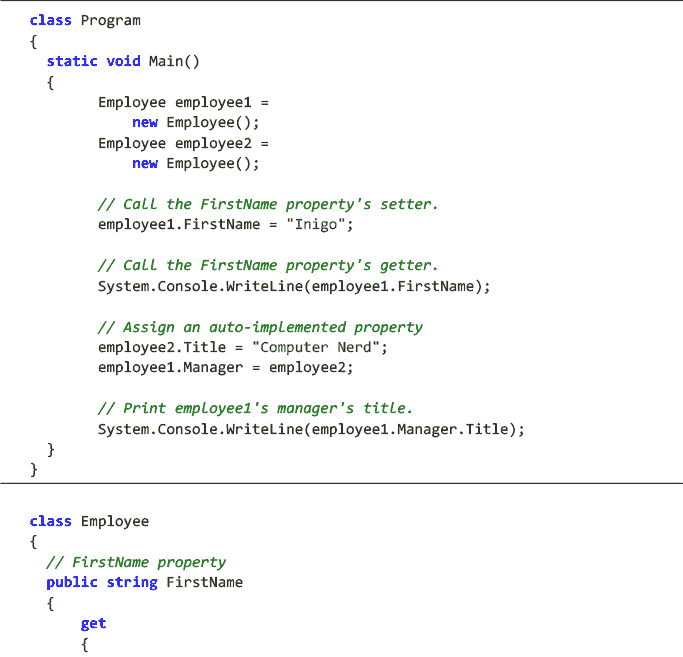 class Program
{
  static void Main()
  {
        Employee employee1 =
            new Employee();
        Employee employee2 =
            new Employee();

        // Call the FirstName property's setter.
        employee1.FirstName = "Inigo";

        // Call the FirstName property's getter.
        System.Console.WriteLine(employee1.FirstName);

        // Assign an auto-implemented property
        employee2.Title = "Computer Nerd";
        employee1.Manager = employee2;

        // Print employee1's manager's title.
        System.Console.WriteLine(employee1.Manager.Title);
  }
}

class Employee
{
  // FirstName property
  public string FirstName
  {
      get
      {